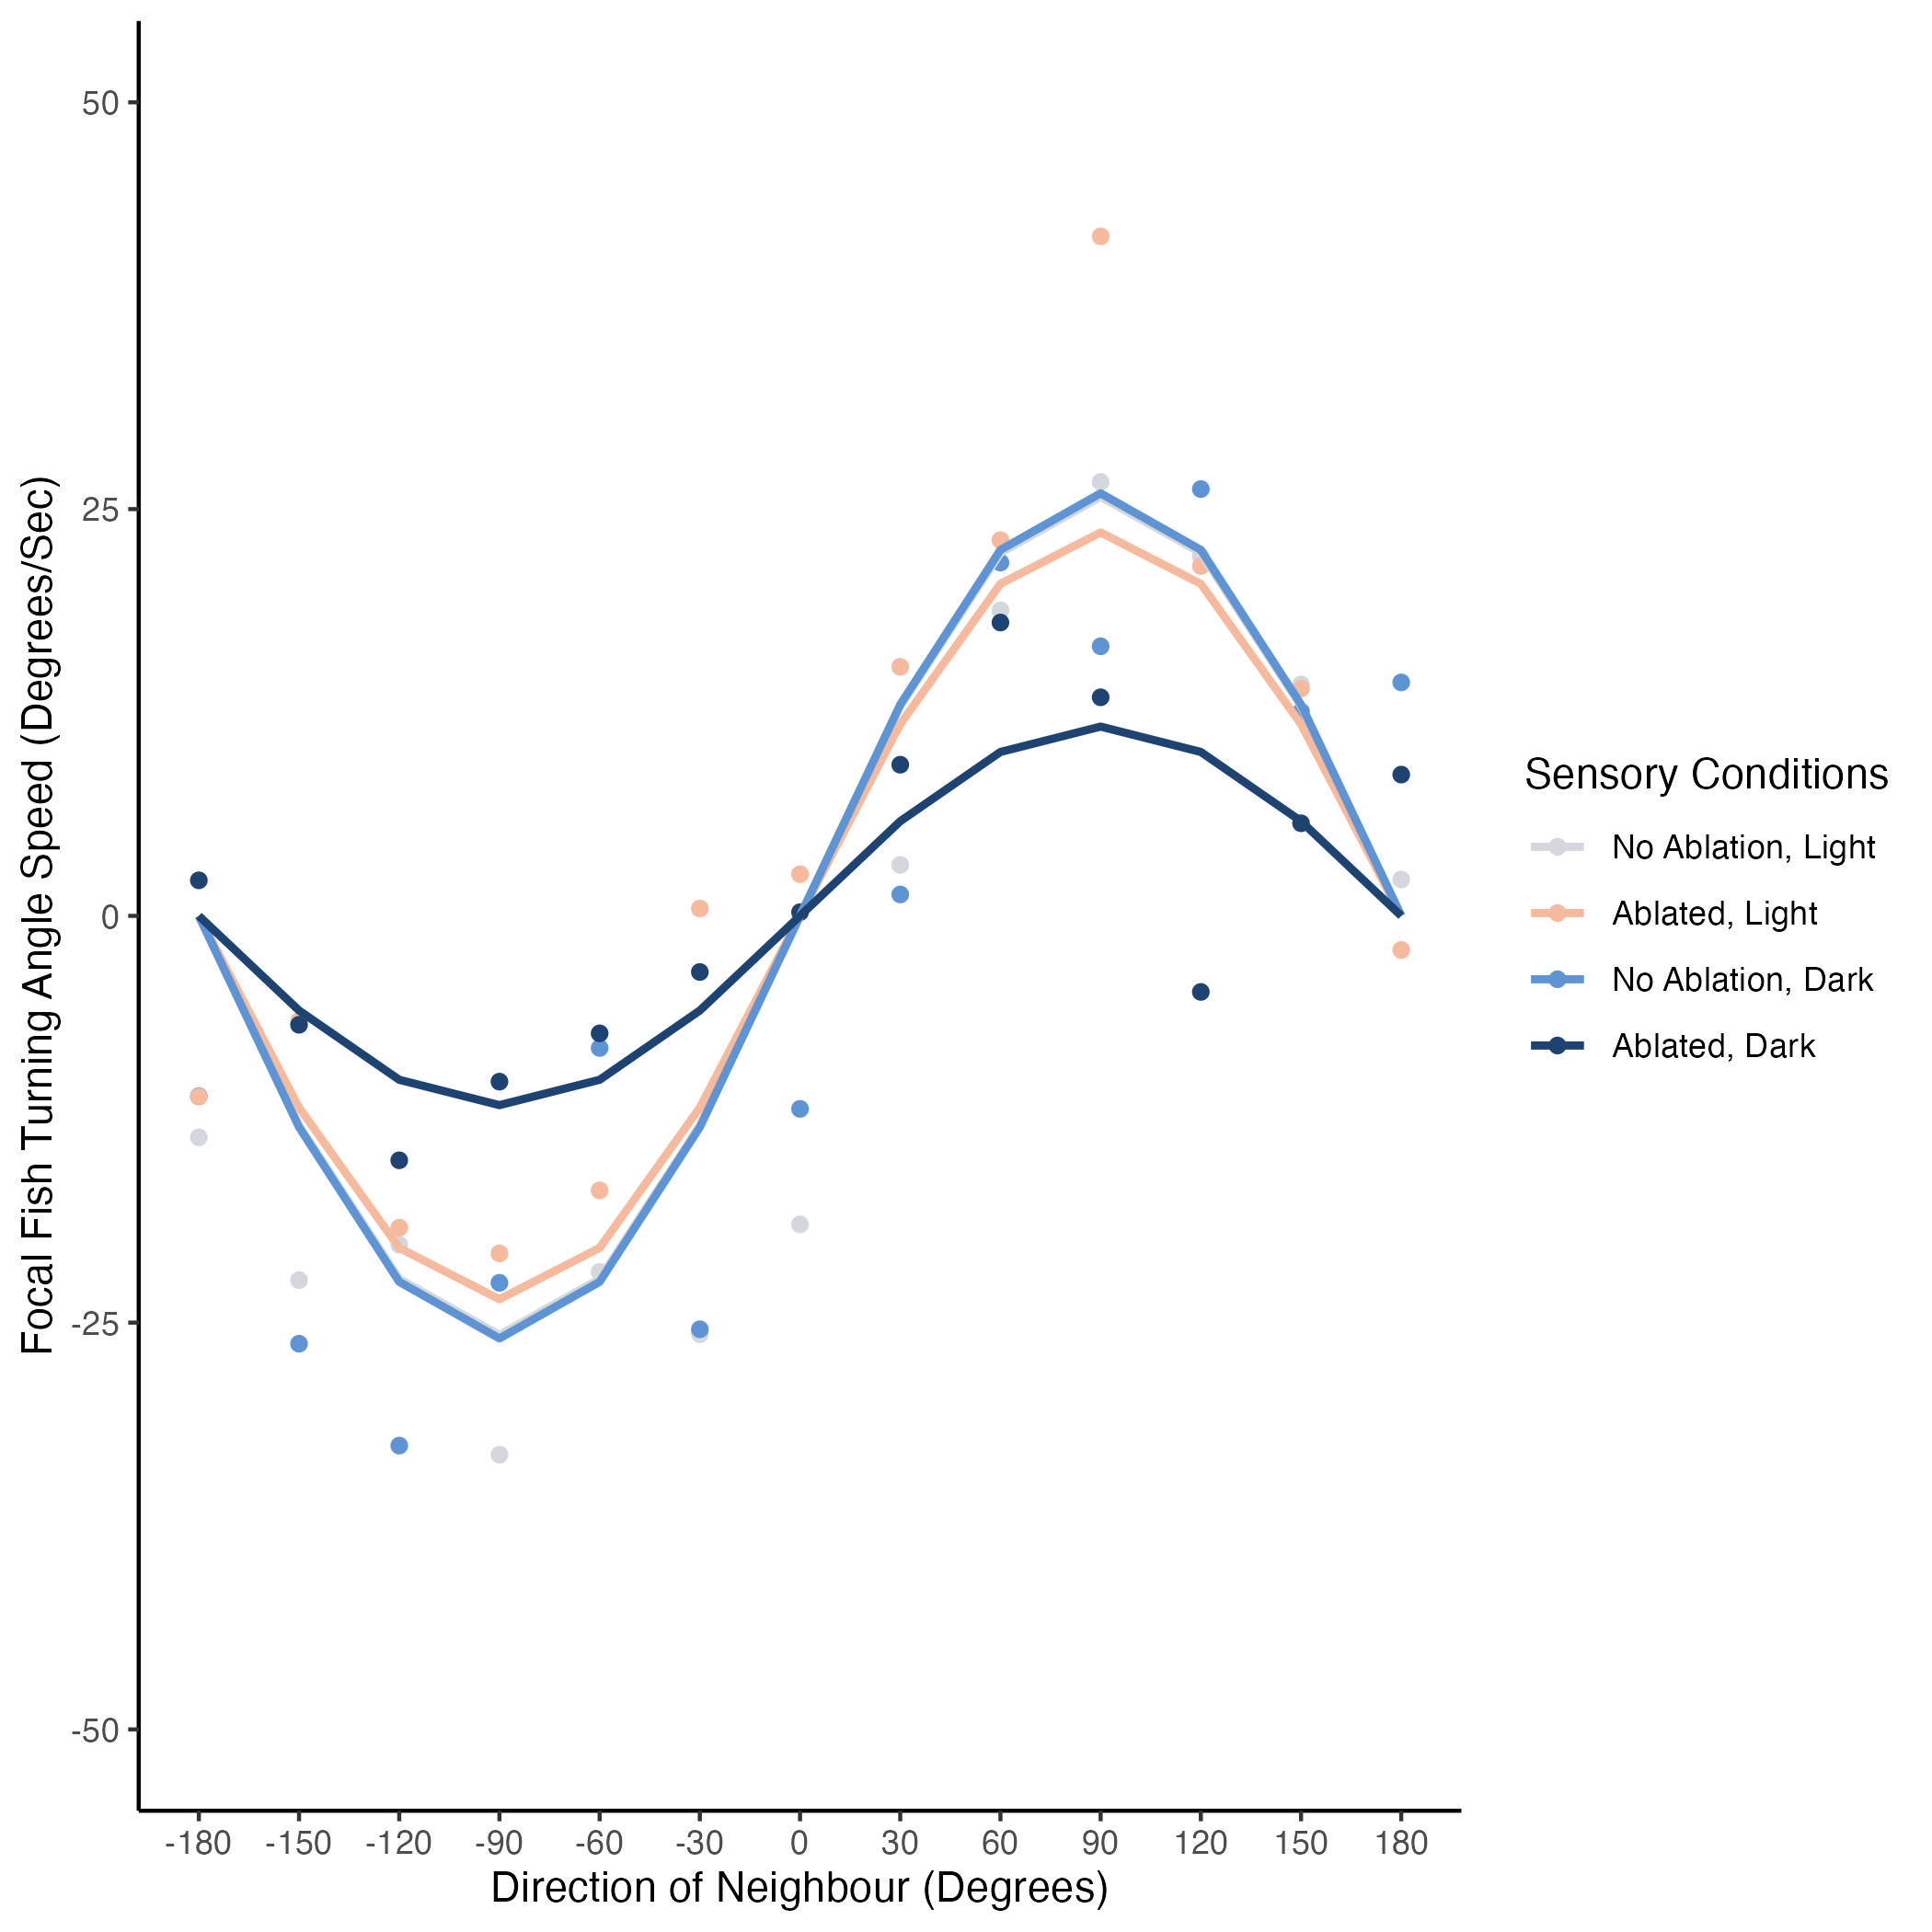 Focal Fish Turning Angle Speed (Degrees/Sec)
50
25
0
-25
-50
-180 -150 -120 -90 -60 -30 0 30 60 90 120 150 180
Direction of Neighbour (Degrees)
Sensory Conditions
No Ablation, Light
Ablated, Light
No Ablation, Dark
Ablated, Dark